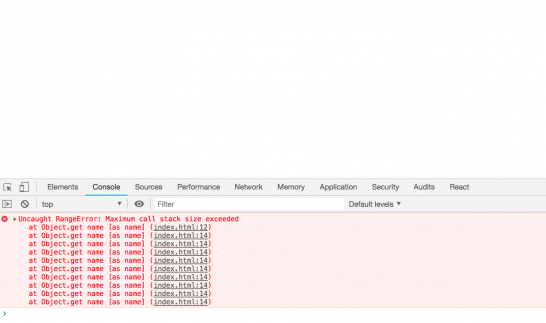 Elements Console Sources Performance Network Memory Application Security Audits React
top Filter Default levels
Uncaught RangeError: Maximum call stack size exceeded
at Object.get name [as name] (index.html:12)
at Object.get name [as name] (index.html:14)
at Object.get name [as name] (index.html:14)
at Object.get name [as name] (index.html:14)
at Object.get name [as name] (index.html:14)
at Object.get name [as name] (index.html:14)
at Object.get name [as name] (index.html:14)
at Object.get name [as name] (index.html:14)
at Object.get name [as name] (index.html:14)
at Object.get name [as name] (index.html:14)